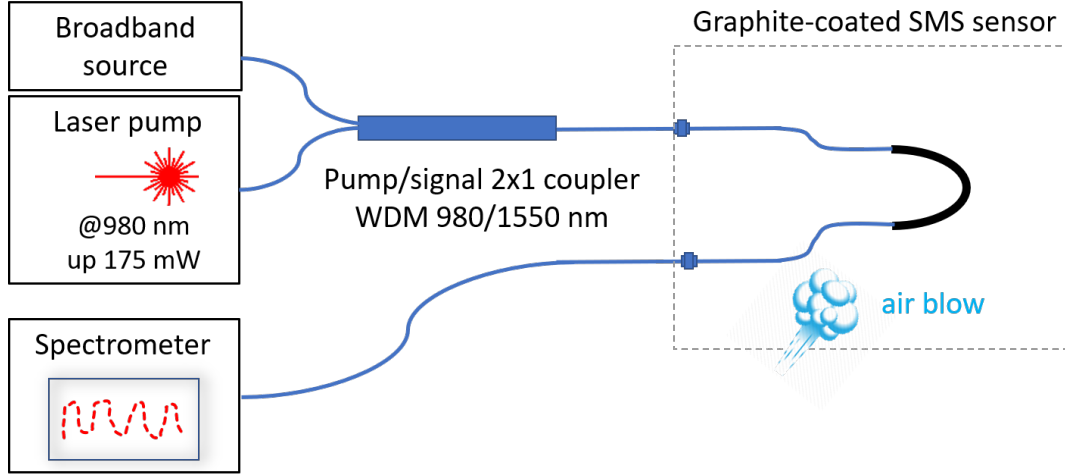 Broadband
source
Laser pump
@980 nm
up 175 mW
Pump/signal 2x1 coupler
WDM 980/1550 nm
Graphite-coated SMS sensor
air blow
Spectrometer